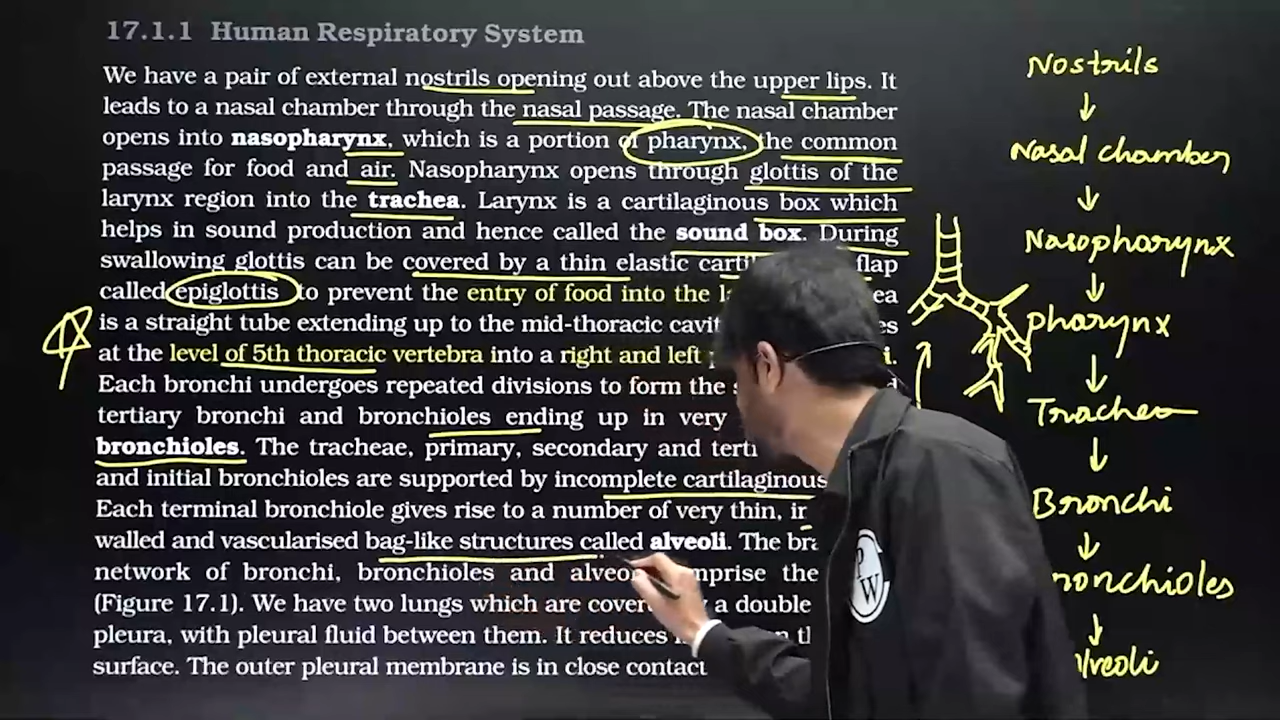 17.1.1 Human Respiratory System
We have a pair of external nostrils opening out above the upper lips. It
leads to a nasal chamber through the nasal passage. The nasal chamber
opens into nasopharynx, which is a portion of pharynx, the common
passage for food and air. Nasopharynx opens through glottis of the
larynx region into the trachea. Larynx is a cartilaginous box which
helps in sound production and hence called the sound box. During
swallowing glottis can be covered by a thin elastic flap
called epiglottis to prevent the entry of food into the
is a straight tube extending up to the mid-thoracic
at the level of 5th thoracic vertebra into a right and left
Each bronchi undergoes repeated divisions to form the
tertiary bronchi and bronchioles ending up in very
bronchioles. The tracheae, primary, secondary and
and initial bronchioles are supported by incomplete cartilaginous
Each terminal bronchiole gives rise to a number of very thin,
walled and vascularised bag-like structures called alveoli. The
network of bronchi, bronchioles and the
(Figure 17.1). We have two lungs which are a double
pleura, with pleural fluid between them. It reduces
surface. The outer pleural membrane is in close contact
Nostrils
Nasal chamber
Nasopharynx
pharynx
Trachea
Bronchi
Alveoli
PW